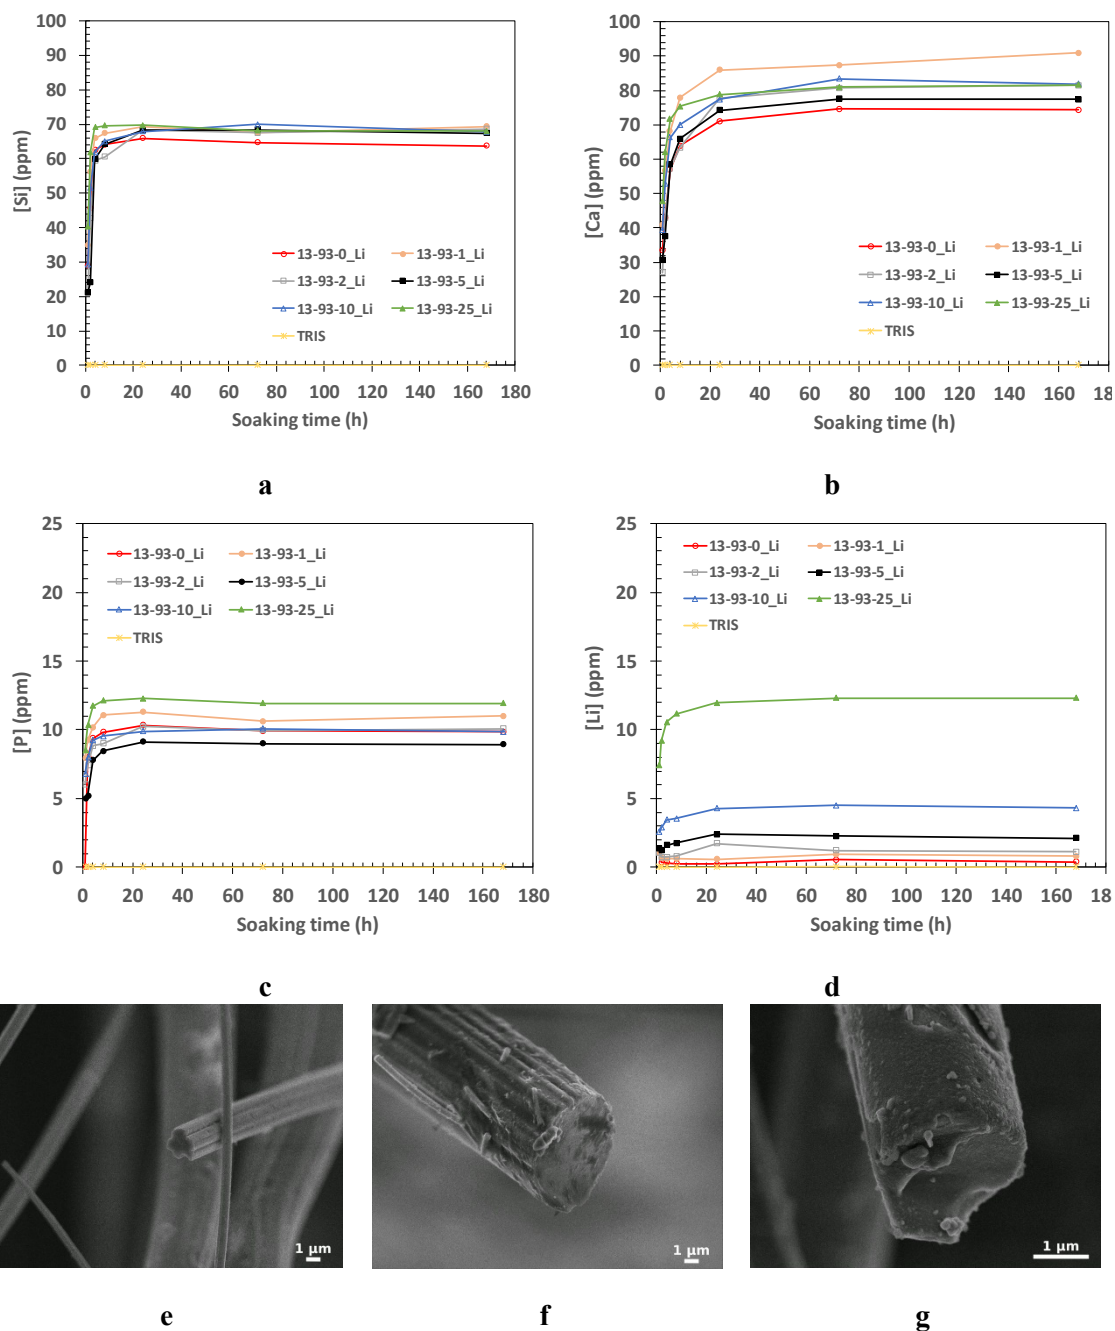 100
90
80
70
60
50
40
30
20
10
0
[Si] (ppm)
13-93-0_Li 13-93-1_Li
13-93-2_Li 13-93-5_Li
13-93-10_Li 13-93-25_Li
TRIS
0 20 40 60 80 100 120 140 160 180
Soaking time (h)
a
100
90
80
70
60
50
40
30
20
10
0
[Ca] (ppm)
13-93-0_Li 13-93-1_Li
13-93-2_Li 13-93-5_Li
13-93-10_Li 13-93-25_Li
TRIS
0 20 40 60 80 100 120 140 160 18
Soaking time (h)
b
25
20
15
10
5
0
[P] (ppm)
13-93-0_Li 13-93-1_Li
13-93-2_Li 13-93-5_Li
13-93-10_Li 13-93-25_Li
TRIS
0 20 40 60 80 100 120 140 160 180
Soaking time (h)
c
25
20
15
10
5
0
[Li] (ppm)
13-93-0_Li 13-93-1_Li
13-93-2_Li 13-93-5_Li
13-93-10_Li 13-93-25_Li
TRIS
0 20 40 60 80 100 120 140 160 18
Soaking time (h)
d
1 µm
e
1 µm
f
1 µm
g